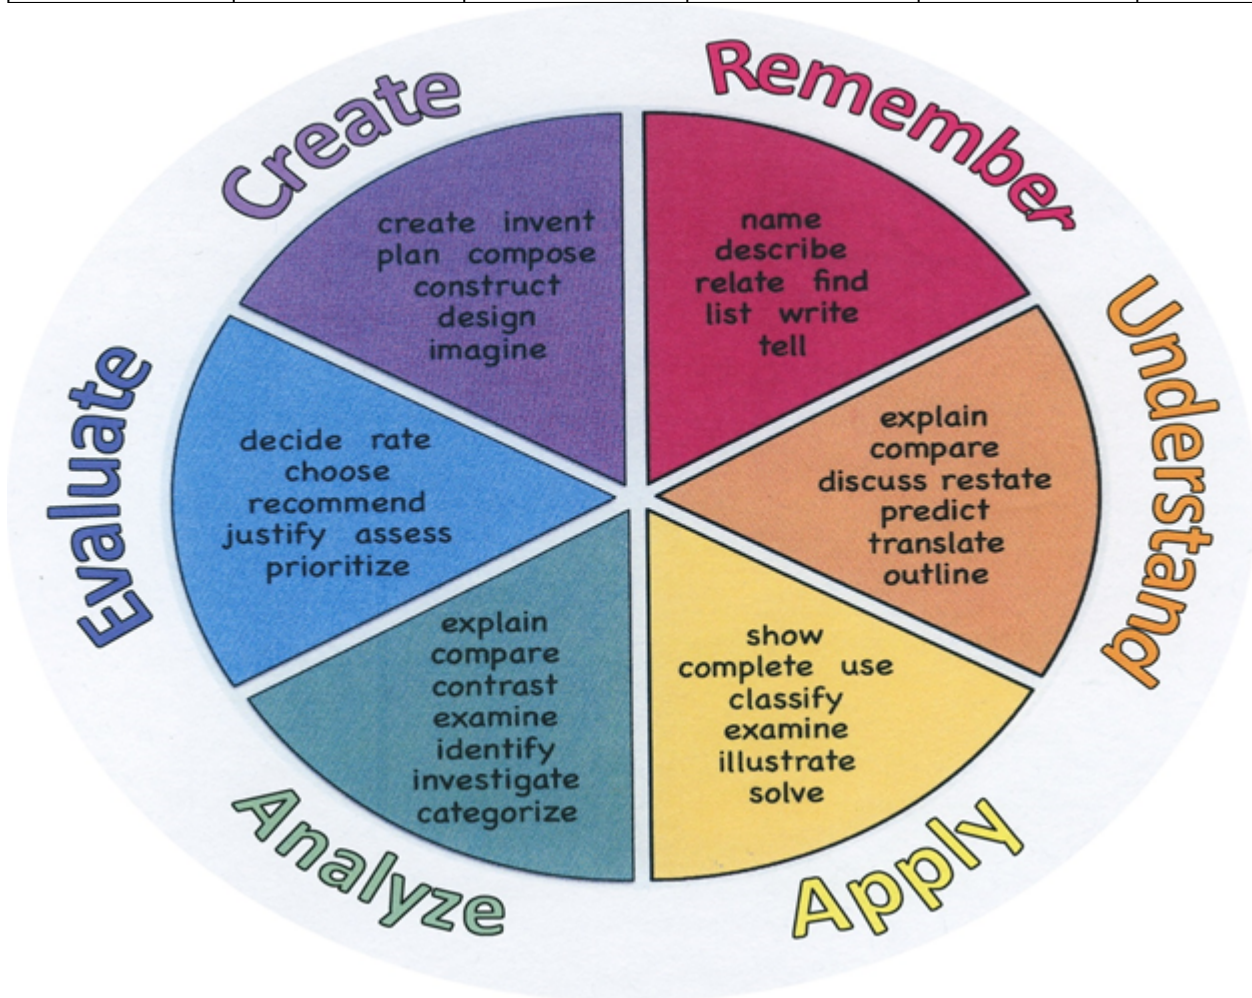 Remember
name
describe
relate find
list write
tell
Understand
explain
compare
discuss restate
predict
translate
outline
Apply
show
complete use
classify
examine
illustrate
solve
Analyze
explain
compare
contrast
examine
identify
investigate
categorize
Evaluate
decide rate
choose
recommend
justify assess
prioritize
Create
create invent
plan compose
construct
design
imagine